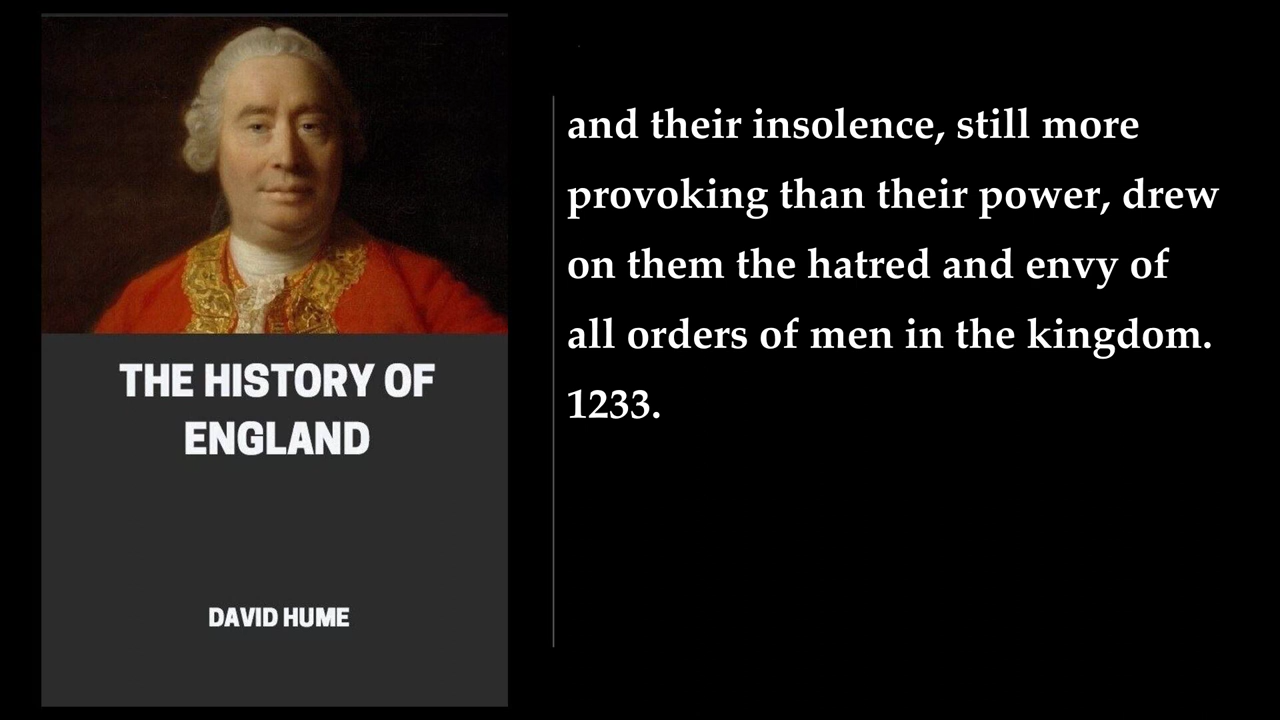 THE HISTORY OF
ENGLAND
DAVID HUME
and their insolence, still more
provoking than their power, drew
on them the hatred and envy of
all orders of men in the kingdom.
1233.